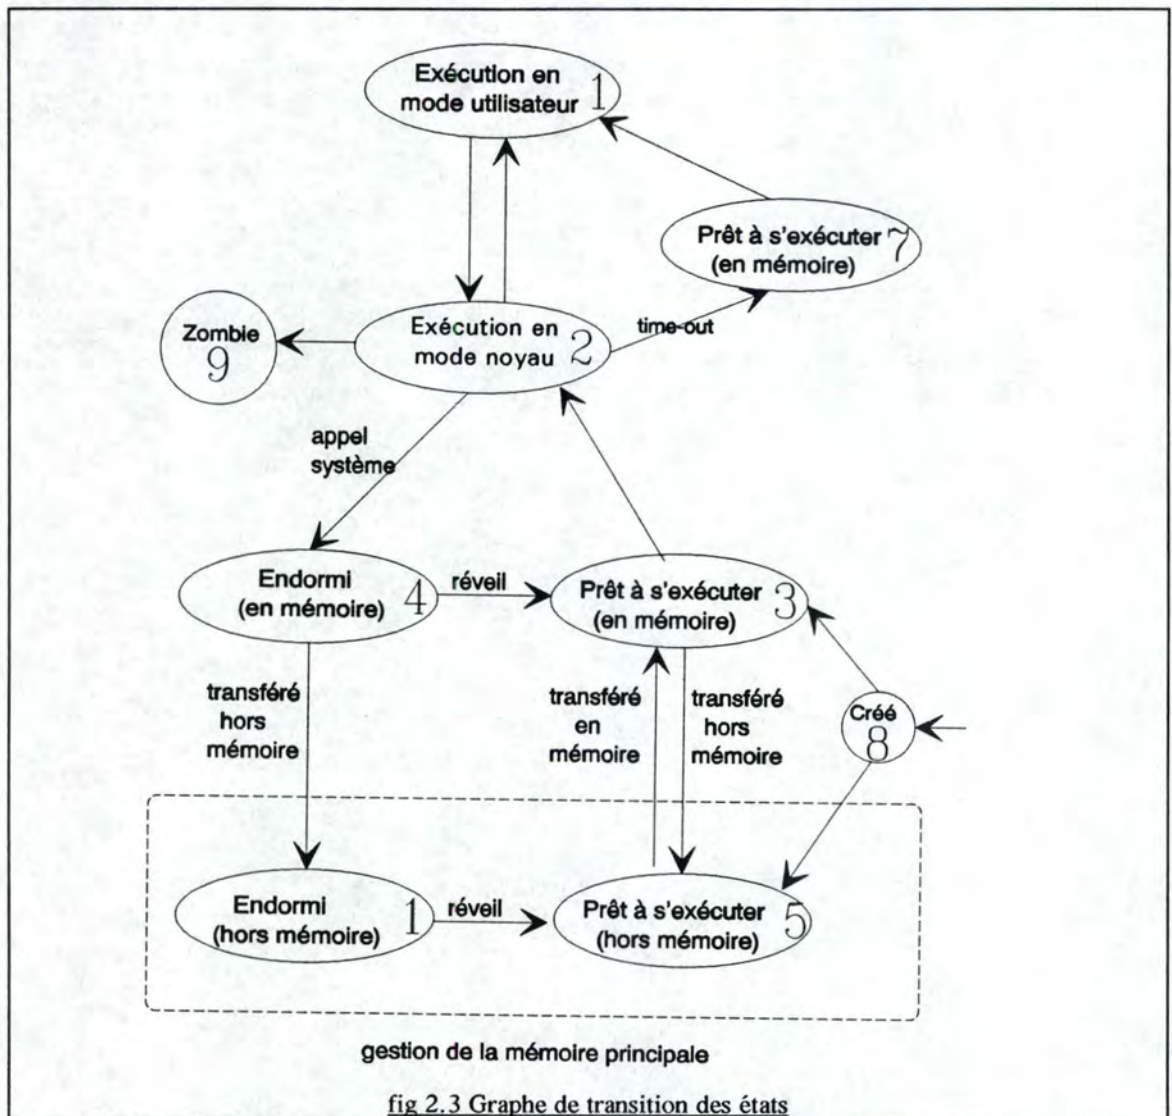 Exécution en
mode utilisateur 1
Prêt à s'exécuter 7
(en mémoire)
Zombie
9
Exécution en
mode noyau 2
time-out
appel
système
Endormi
(en mémoire) 4
réveil
Prêt à s'exécuter 3
(en mémoire)
transféré
hors
mémoire
transféré
en
mémoire
transféré
hors
mémoire
Créé
8
Endormi
(hors mémoire) 1
réveil
Prêt à s'exécuter 5
(hors mémoire)
gestion de la mémoire principale
fig 2.3 Graphe de transition des états